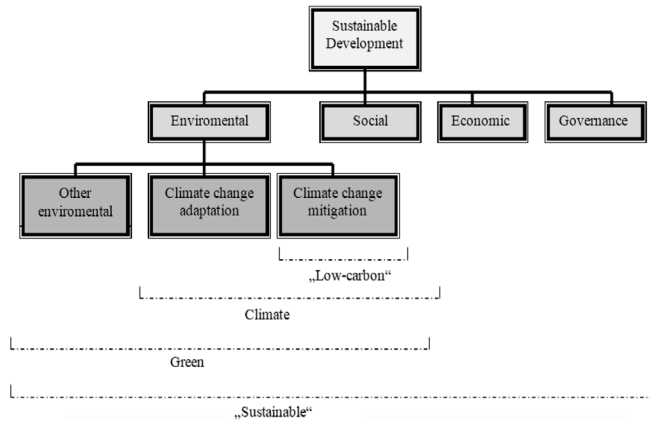 Sustainable
Development
Enviromental
Social
Economic
Governance
Other
enviromental
Climate change
adaptation
Climate change
mitigation
„Low-carbon“
Climate
Green
„Sustainable“